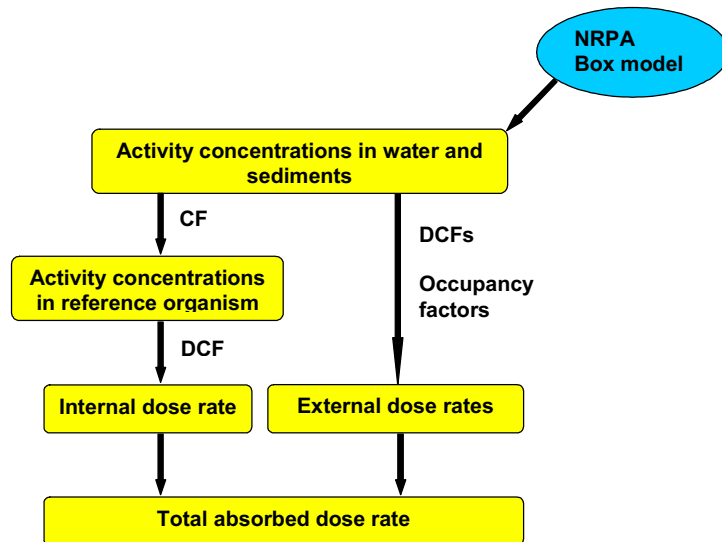 NRPA
Box model
Activity concentrations in water and
sediments
CF
DCFs
Occupancy
factors
Activity concentrations
in reference organism
DCF
Internal dose rate
External dose rates
Total absorbed dose rate